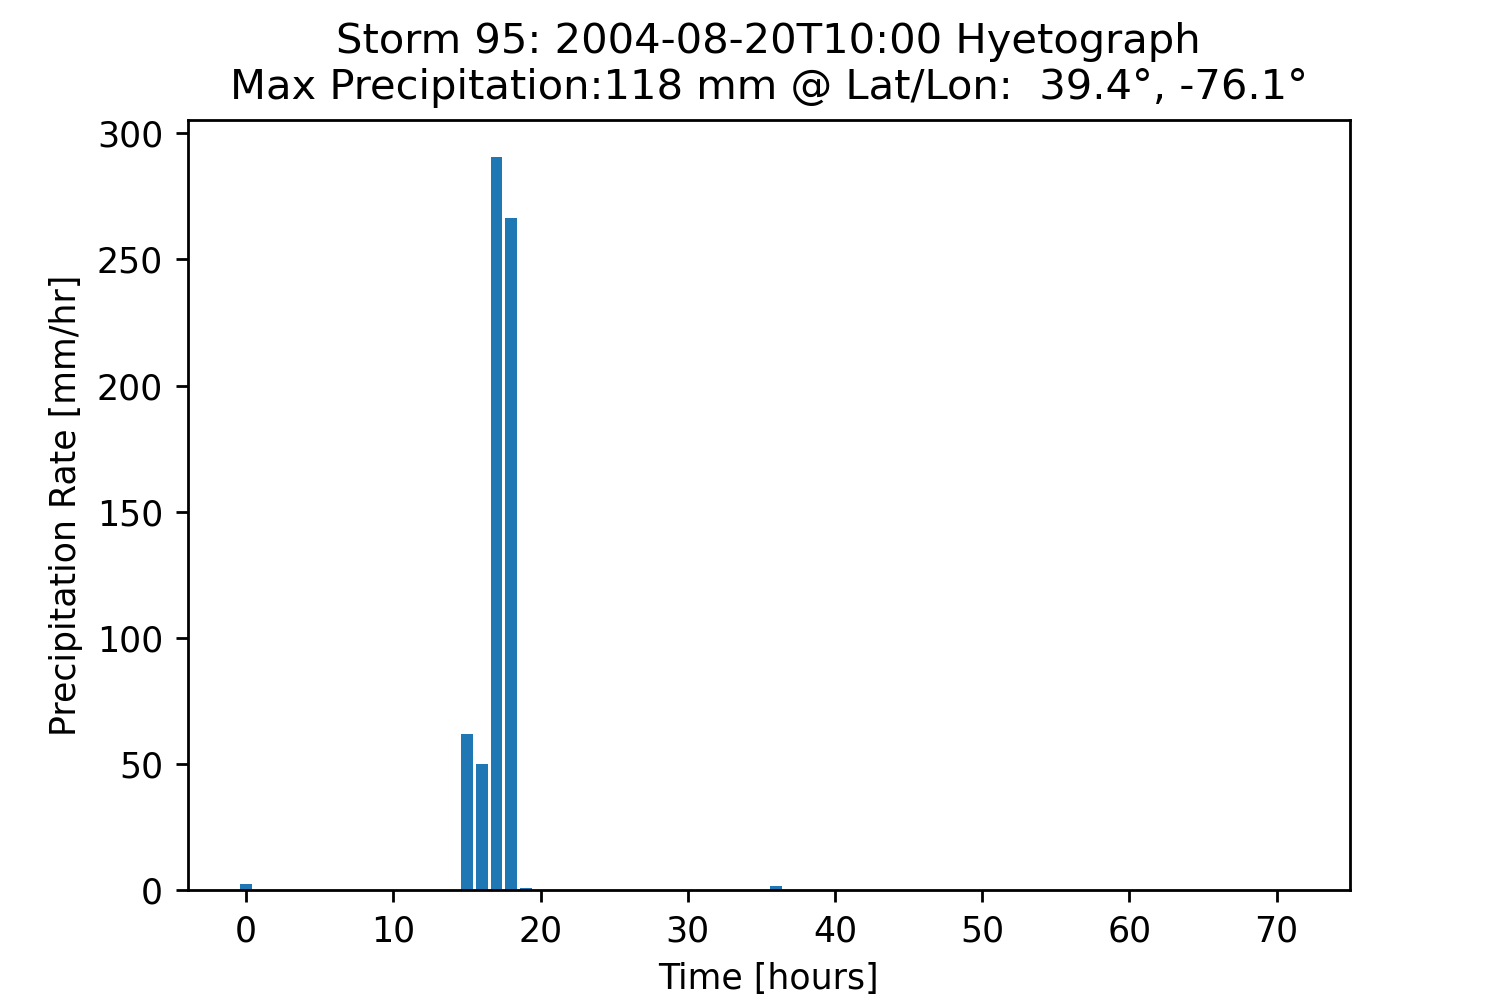 Storm 95: 2004-08-20T10:00 Hyetograph
Max Precipitation:118 mm @ Lat/Lon:  39.4°, -76.1°
300
250
200
150
100
50
0
Precipitation Rate [mm/hr]
0 10 20 30 40 50 60 70
Time [hours]